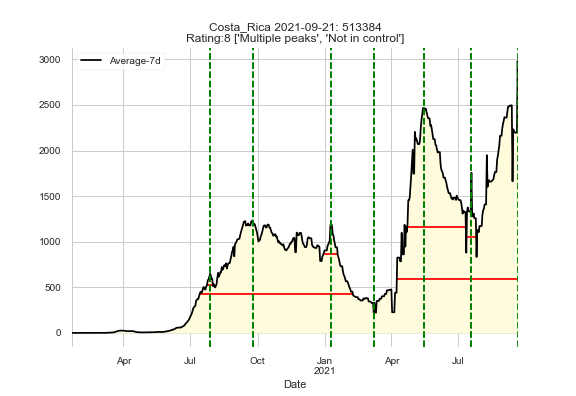 Costa_Rica 2021-09-21: 513384
Rating:8 ['Multiple peaks', 'Not in control']
Average-7d
3000
2500
2000
1500
1000
500
0
Apr
Jul
Oct
Jan
2021
Apr
Jul
Date